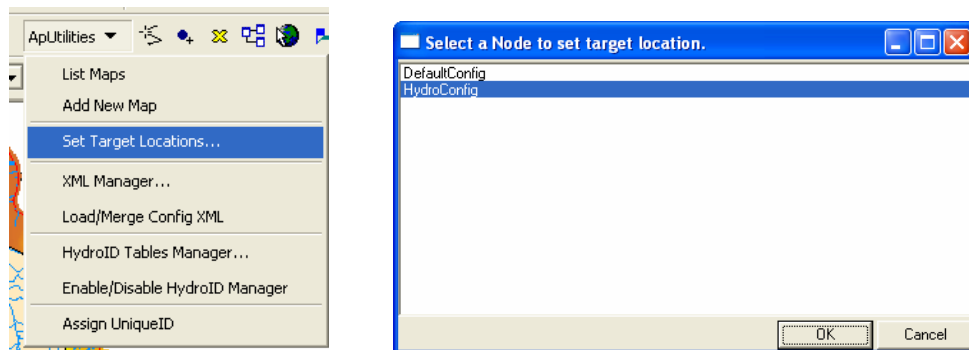 ApUtilities
List Maps
Add New Map
Set Target Locations...
XML Manager...
Load/Merge Config XML
HydroID Tables Manager...
Enable/Disable HydroID Manager
Assign UniqueID
Select a Node to set target location.
DefaultConfig
HydroConfig
OK Cancel